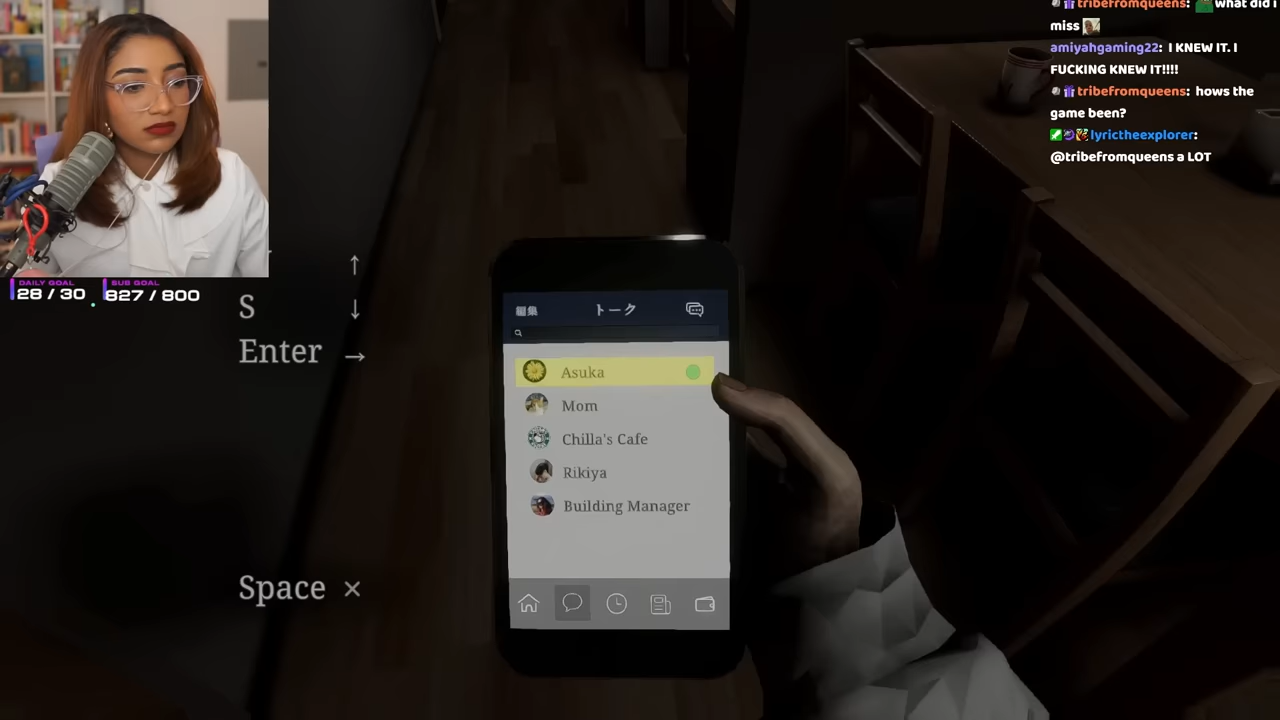 tribefromqueens: what did i
miss
amiyahgaming22: I KNEW IT. I
FUCKING KNEW IT!!!!
tribefromqueens: hows the
game been?
lyrictheexplorer:
@tribefromqueens a LOT
DAILY GOAL
28 / 30
SUB GOAL
827 / 800
↑
S ↓
Enter →
Space ×
編集 トーク
Asuka
Mom
Chilla's Cafe
Rikiya
Building Manager